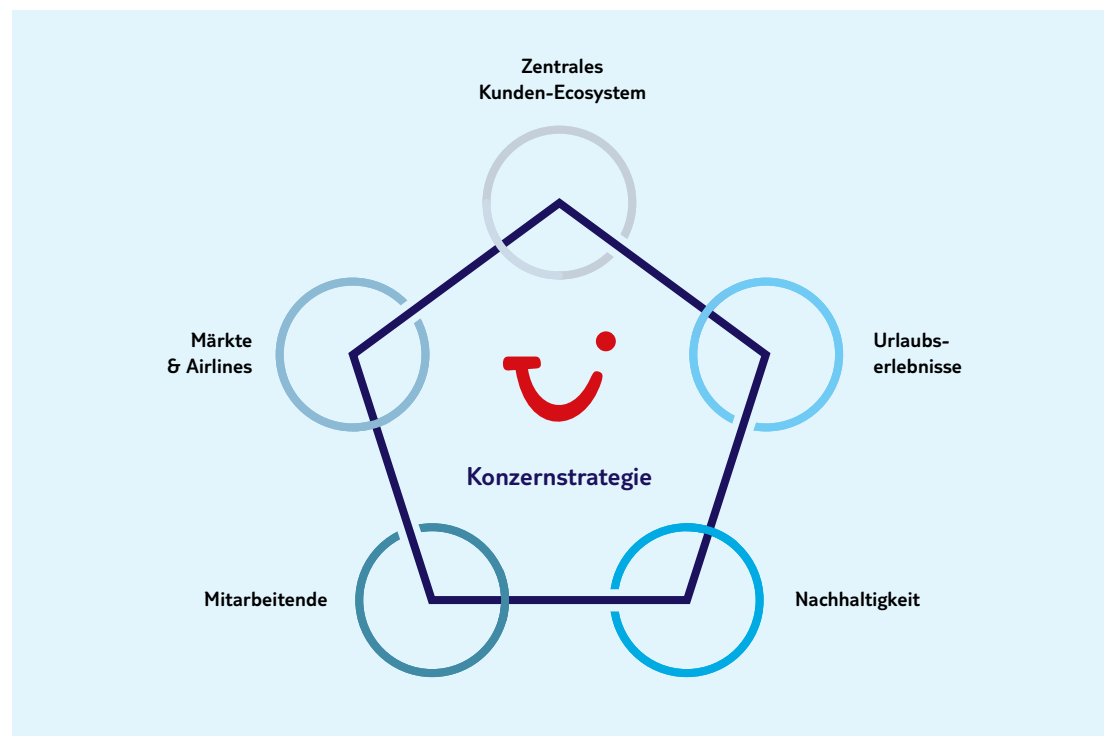 Zentrales
Kunden-Ecosystem
Märkte
& Airlines
Urlaubs-
erlebnisse
Konzernstrategie
Mitarbeitende
Nachhaltigkeit